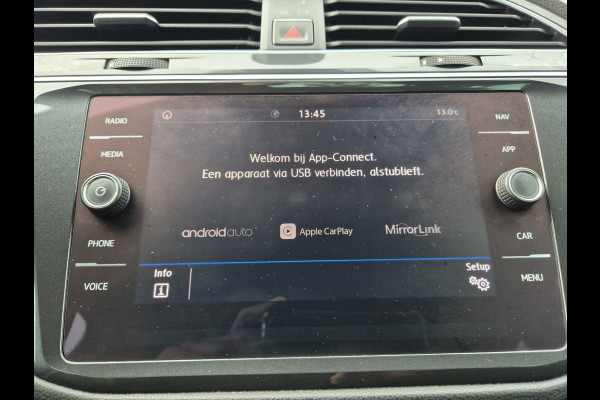 RADIO
MEDIA
PHONE
VOICE
13:45
13.0°C
Welkom bij App-Connect.
Een apparaat via USB verbinden, alstublieft.
androidauto
Apple CarPlay
MirrorLink
Info
Setup
NAV
APP
CAR
MENU